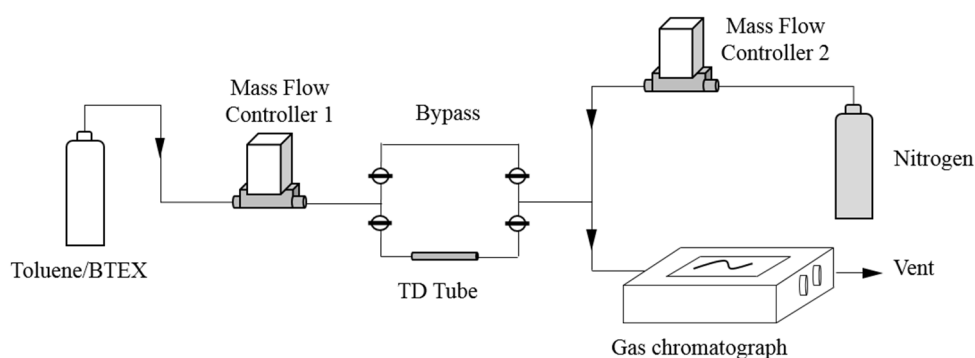 Mass Flow
Controller 2
Mass Flow
Controller 1
Bypass
Nitrogen
Toluene/BTEX
TD Tube
Vent
Gas chromatograph